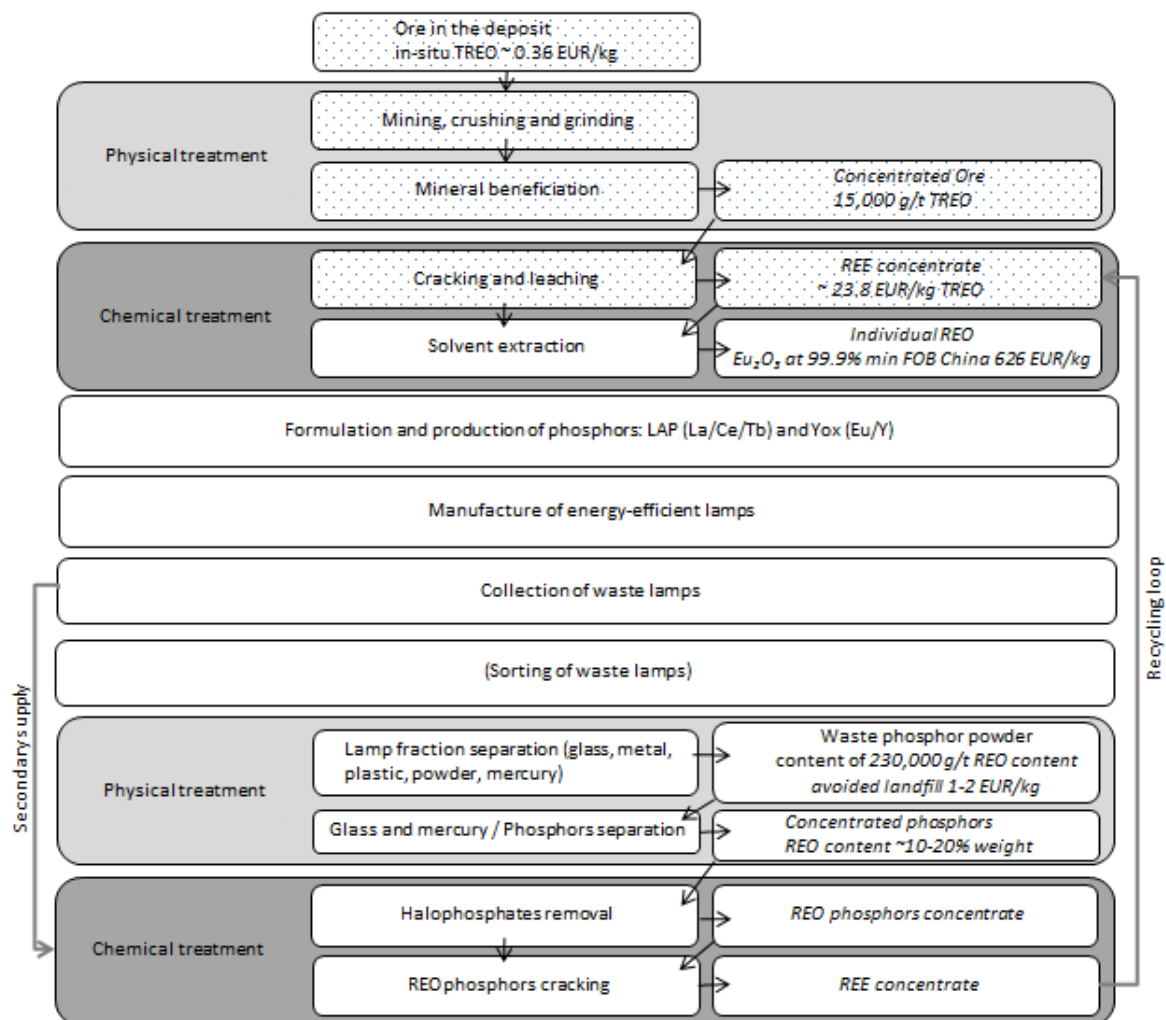 Ore in the deposit
in-situ TREO ~ 0.36 EUR/kg
Physical treatment
Mining, crushing and grinding
Mineral beneficiation
Concentrated Ore
15,000 g/t TREO
Chemical treatment
Cracking and leaching
REE concentrate
~ 23.8 EUR/kg TREO
Solvent extraction
Individual REO
Eu₂O₃ at 99.9% min FOB China 626 EUR/kg
Formulation and production of phosphors: LAP (La/Ce/Tb) and Yox (Eu/Y)
Manufacture of energy-efficient lamps
Collection of waste lamps
(Sorting of waste lamps)
Recycling loop
Secondary supply
Physical treatment
Lamp fraction separation (glass, metal,
plastic, powder, mercury)
Waste phosphor powder
content of 230,000 g/t REO content
avoided landfill 1-2 EUR/kg
Glass and mercury / Phosphors separation
Concentrated phosphors
REO content ~10-20% weight
Chemical treatment
Halophosphates removal
REO phosphors concentrate
REO phosphors cracking
REE concentrate